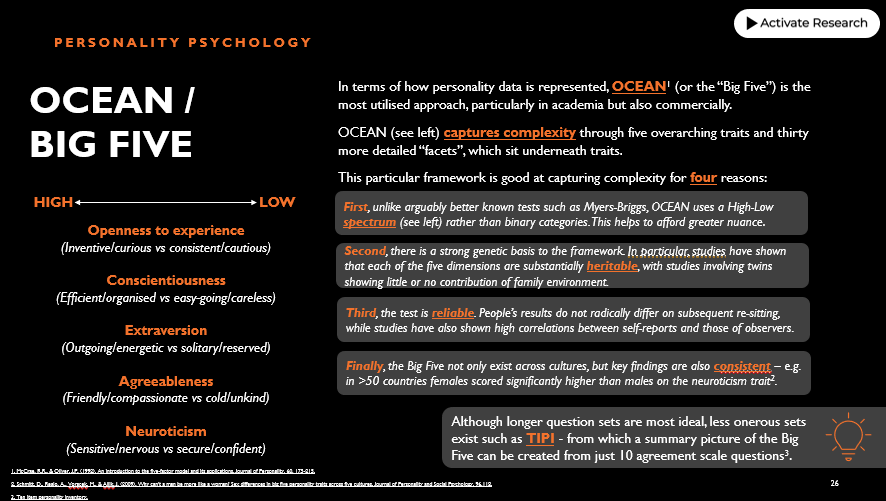 Activate Research
PERSONALITY PSYCHOLOGY
OCEAN /
BIG FIVE
HIGH LOW
Openness to experience
(Inventive/curious vs consistent/cautious)
Conscientiousness
(Efficient/organised vs easy-going/careless)
Extraversion
(Outgoing/energetic vs solitary/reserved)
Agreeableness
(Friendly/compassionate vs cold/unkind)
Neuroticism
(Sensitive/nervous vs secure/confident)
In terms of how personality data is represented, OCEAN¹ (or the “Big Five”) is the
most utilised approach, particularly in academia but also commercially.
OCEAN (see left) captures complexity through five overarching traits and thirty
more detailed “facets”, which sit underneath traits.
This particular framework is good at capturing complexity for four reasons:
First, unlike arguably better known tests such as Myers-Briggs, OCEAN uses a High-Low
spectrum (see left) rather than binary categories. This helps to afford greater nuance.
Second, there is a strong genetic basis to the framework. In particular, studies have shown
that each of the five dimensions are substantially heritable, with studies involving twins
showing little or no contribution of family environment.
Third, the test is reliable. People’s results do not radically differ on subsequent re-sitting,
while studies have also shown high correlations between self-reports and those of observers.
Finally, the Big Five not only exist across cultures, but key findings are also consistent – e.g.
in >50 countries females scored significantly higher than males on the neuroticism trait².
Although longer question sets are most ideal, less onerous sets
exist such as TIPI - from which a summary picture of the Big
Five can be created from just 10 agreement scale questions³.
1. McCrae, R.R., & Oliver, J.P. (1992). An introduction to the five-factor model and its applications. Journal of Personality, 60, 175-215.
2. Schmitt, D., Realo, A., Voracek, M., & Allik, J. (2009). Why can't a man be more like a woman? Sex differences in big five personality traits across five cultures. Journal of Personality and Social Psychology, 96, 118.
3. Ten item personality inventory.
26